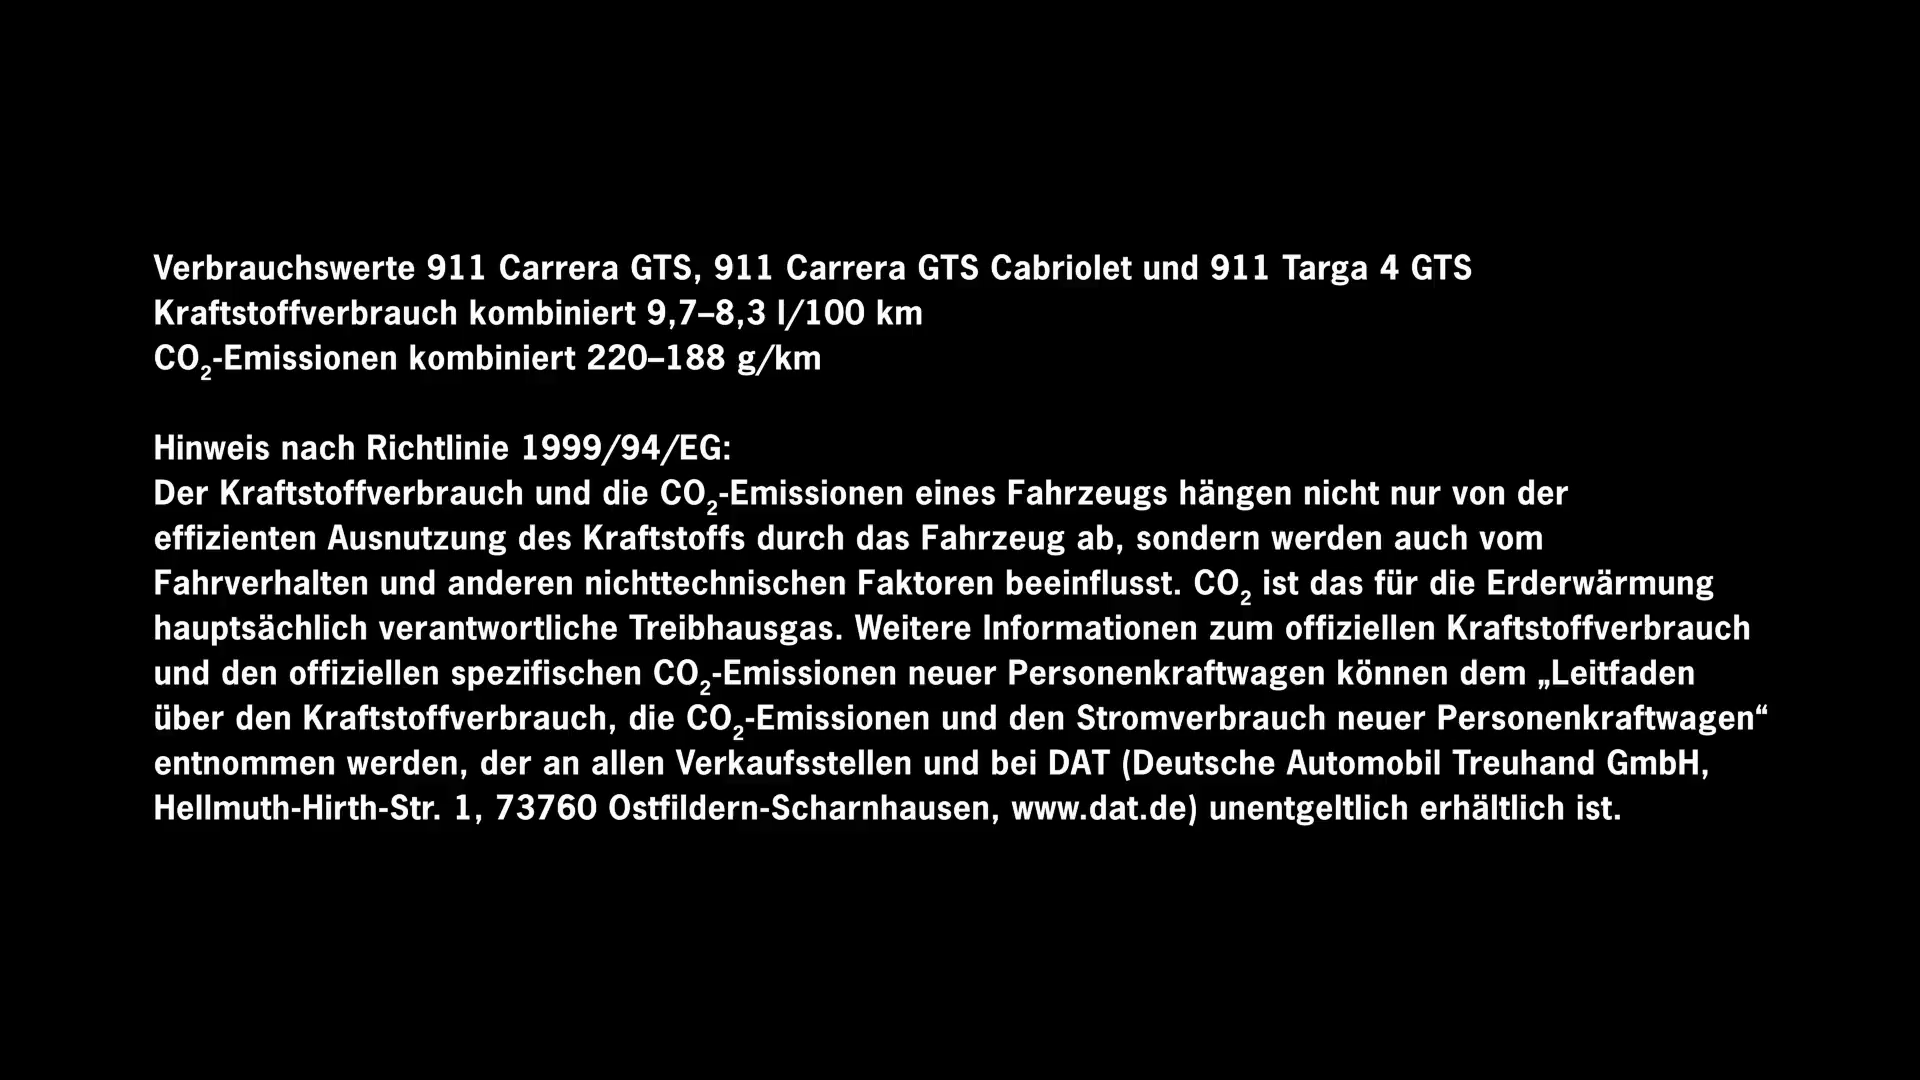 Verbrauchswerte 911 Carrera GTS, 911 Carrera GTS Cabriolet und 911 Targa 4 GTS
Kraftstoffverbrauch kombiniert 9,7–8,3 l/100 km
CO₂-Emissionen kombiniert 220–188 g/km
Hinweis nach Richtlinie 1999/94/EG:
Der Kraftstoffverbrauch und die CO₂-Emissionen eines Fahrzeugs hängen nicht nur von der
effizienten Ausnutzung des Kraftstoffs durch das Fahrzeug ab, sondern werden auch vom
Fahrverhalten und anderen nichttechnischen Faktoren beeinflusst. CO₂ ist das für die Erderwärmung
hauptsächlich verantwortliche Treibhausgas. Weitere Informationen zum offiziellen Kraftstoffverbrauch
und den offiziellen spezifischen CO₂-Emissionen neuer Personenkraftwagen können dem „Leitfaden
über den Kraftstoffverbrauch, die CO₂-Emissionen und den Stromverbrauch neuer Personenkraftwagen“
entnommen werden, der an allen Verkaufsstellen und bei DAT (Deutsche Automobil Treuhand GmbH,
Hellmuth-Hirth-Str. 1, 73760 Ostfildern-Scharnhausen, www.dat.de) unentgeltlich erhältlich ist.